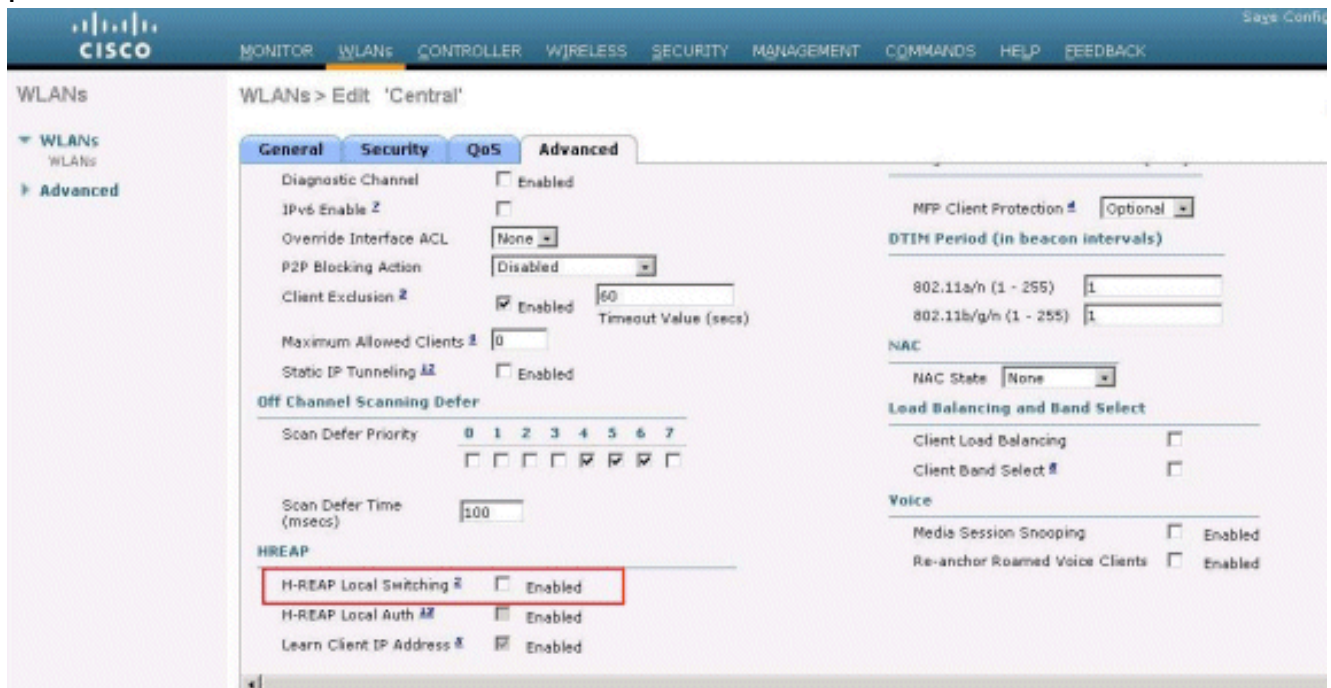 Save Config
CISCO
MONITOR WLANs CONTROLLER WIRELESS SECURITY MANAGEMENT COMMANDS HELP FEEDBACK
WLANs
WLANs
WLANs
Advanced
WLANs > Edit 'Central'
General Security QoS Advanced
Diagnostic Channel Enabled
IPv6 Enable 7
Override Interface ACL None
P2P Blocking Action Disabled
Client Exclusion Enabled 60
Timeout Value (secs)
Maximum Allowed Clients 0
Static IP Tunneling Enabled
Off Channel Scanning Defer
Scan Defer Priority 0 1 2 3 4 5 6 7
Scan Defer Time
(msecs) 100
HREAP
H-REAP Local Switching Enabled
H-REAP Local Auth Enabled
Learn Client IP Address Enabled
MFP Client Protection 4 Optional
DTIM Period (in beacon intervals)
802.11a/n (1 - 255) 1
802.11b/g/n (1 - 255) 1
NAC
NAC State None
Load Balancing and Band Select
Client Load Balancing
Client Band Select
Voice
Media Session Snooping Enabled
Re-anchor Roamed Voice Clients Enabled